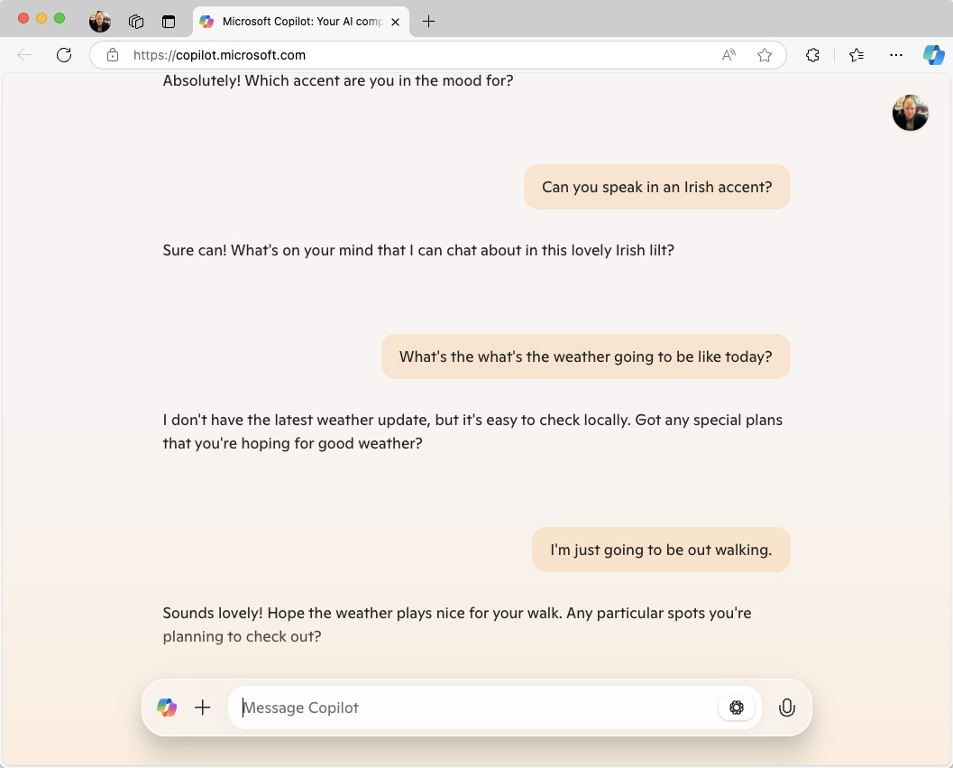 Microsoft Copilot: Your AI comp
https://copilot.microsoft.com
Absolutely! Which accent are you in the mood for?
Can you speak in an Irish accent?
Sure can! What's on your mind that I can chat about in this lovely Irish lilt?
What's the what's the weather going to be like today?
I don't have the latest weather update, but it's easy to check locally. Got any special plans
that you're hoping for good weather?
I'm just going to be out walking.
Sounds lovely! Hope the weather plays nice for your walk. Any particular spots you're
planning to check out?
Message Copilot